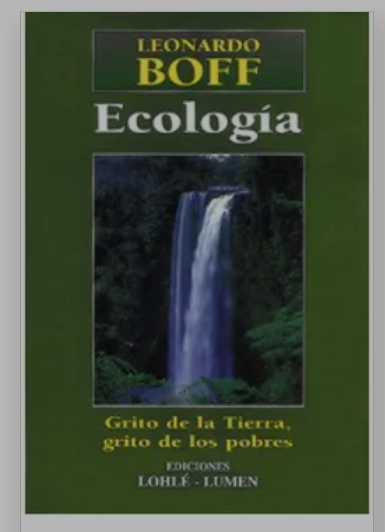 LEONARDO
BOFF
Ecología
Grito de la Tierra,
grito de los pobres
EDICIONES
LOHLÉ - LUMEN